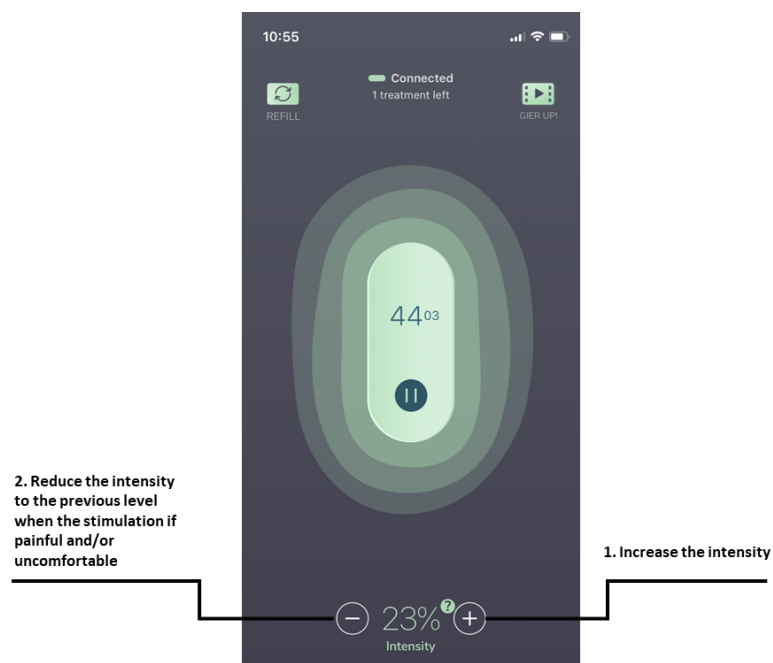 10:55
Connected
1 treatment left
REFILL
GIER UP!
44 03
2. Reduce the intensity
to the previous level
when the stimulation if
painful and/or
uncomfortable
1. Increase the intensity
− 23% ? +
Intensity